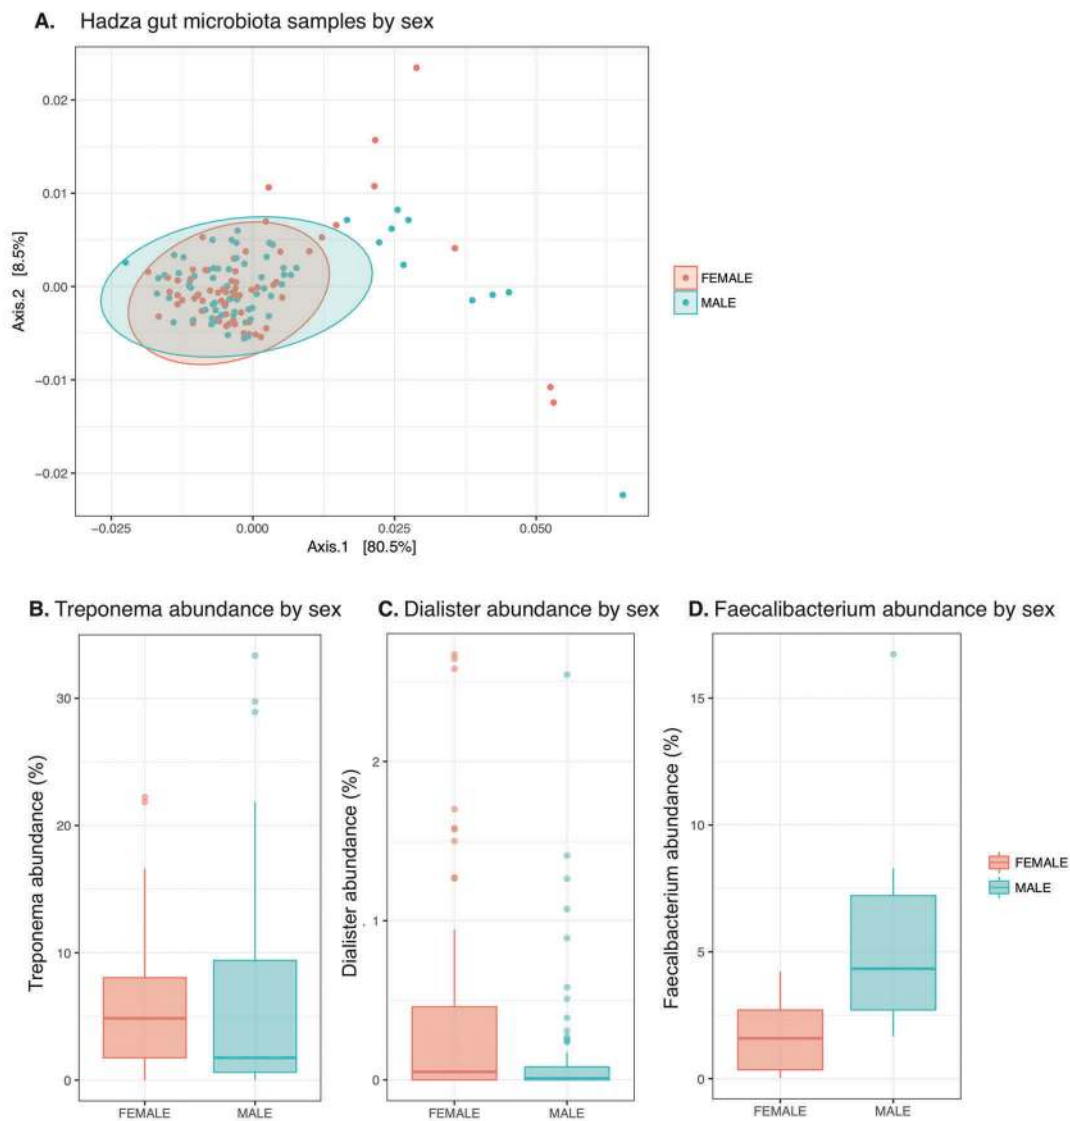 A. Hadza gut microbiota samples by sex
0.02
0.01
0.00
−0.01
−0.02
Axis.2 [8.5%]
−0.025 0.000 0.025 0.050
Axis.1 [80.5%]
FEMALE
MALE
B. Treponema abundance by sex
30
20
10
0
Treponema abundance (%)
FEMALE MALE
C. Dialister abundance by sex
2
1
0
Dialister abundance (%)
FEMALE MALE
D. Faecalibacterium abundance by sex
15
10
5
0
Faecalbacterium abundance (%)
FEMALE MALE
FEMALE
MALE